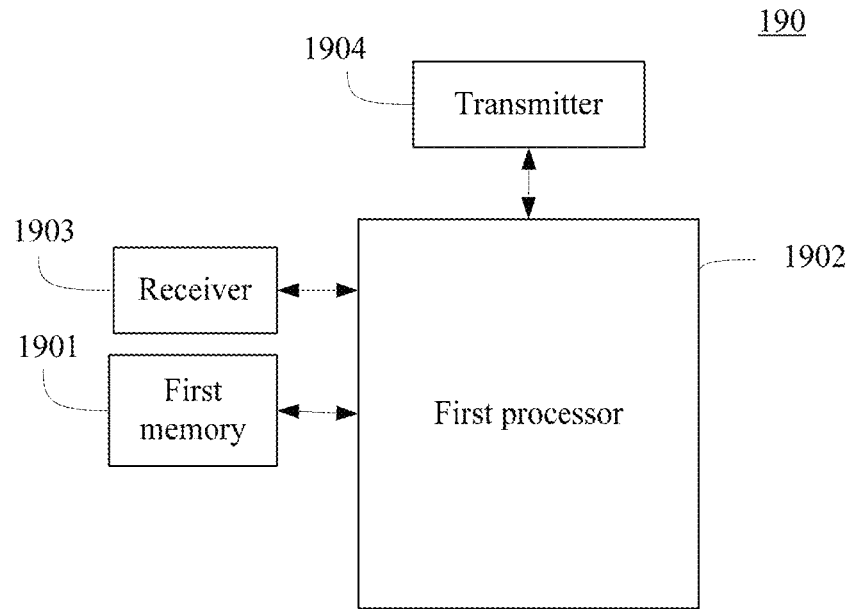 190
1904
Transmitter
1903
Receiver
1902
1901
First
memory
First processor